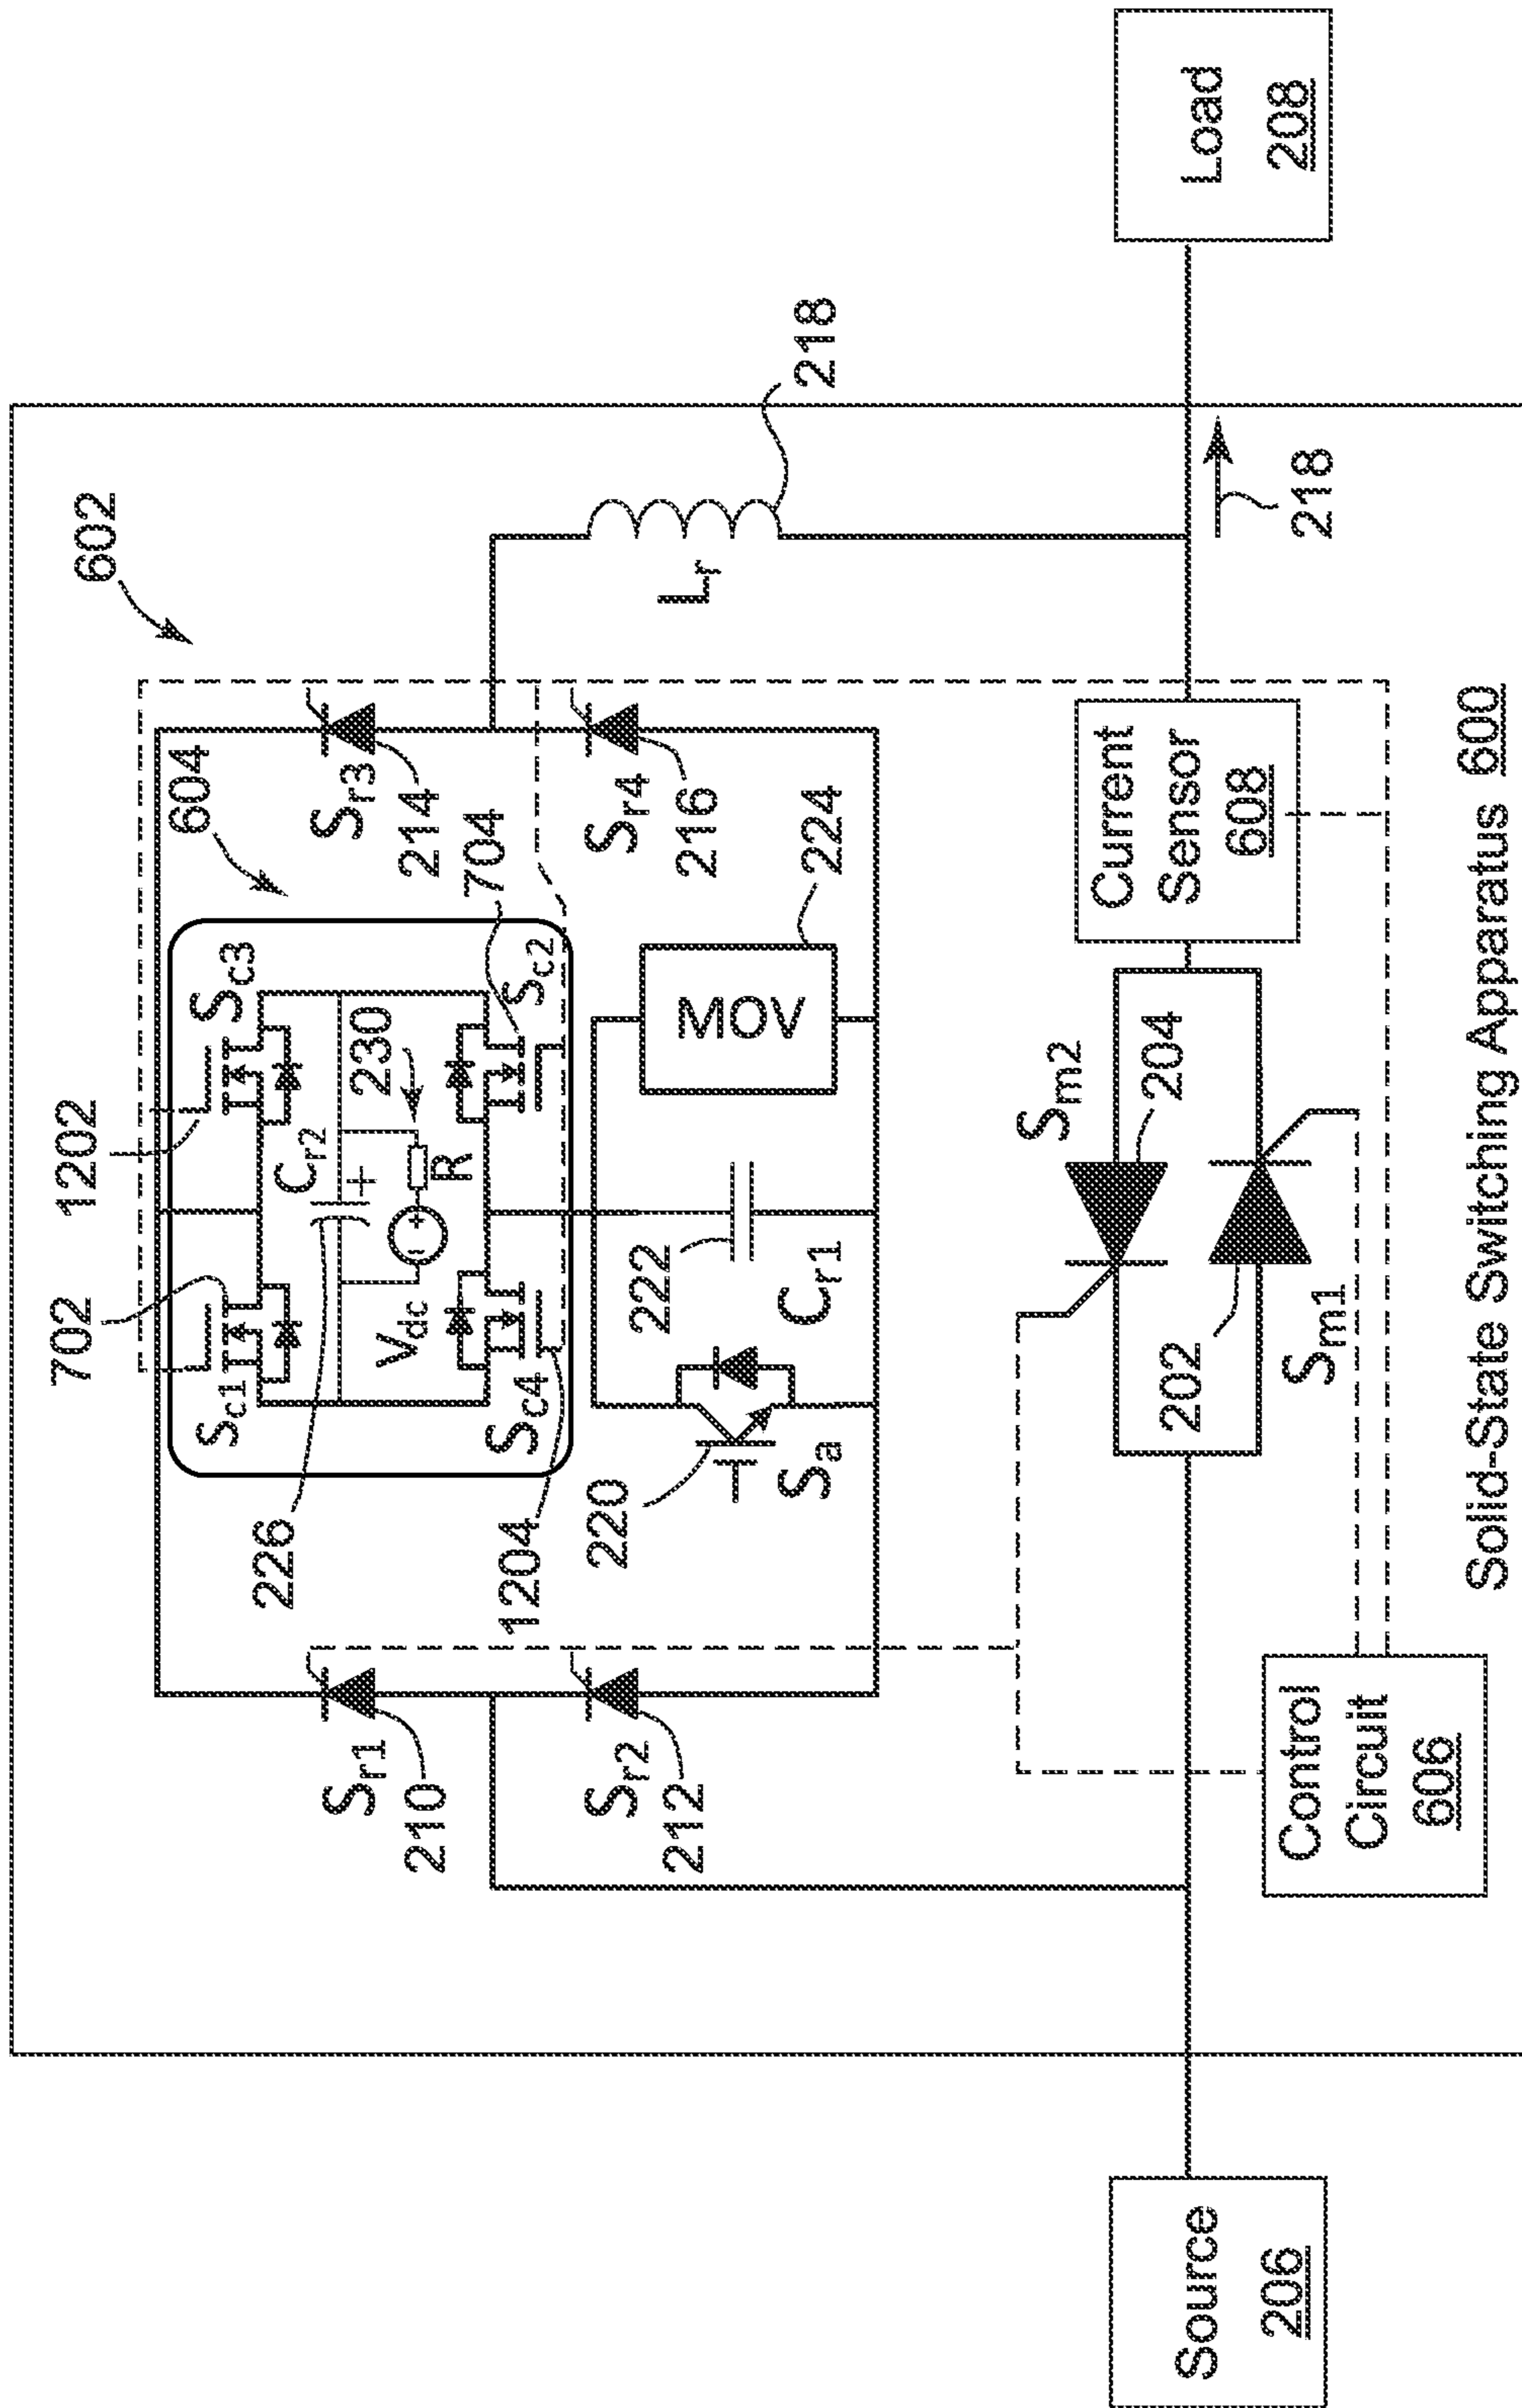 602
604
1202
702
Sc1
Sc3
Cr2
+
230
226
Vdc
- +
R
704
Sc4
Sc2
1204
Sr1
210
Sr2
212
Sr3
214
Sr4
216
Lr
218
220
Sa
222
Cr1
MOV
224
Sm2
204
202
Sm1
Source
206
Load
208
218
Current
Sensor
608
Control
Circuit
606
Solid-State Switching Apparatus 600